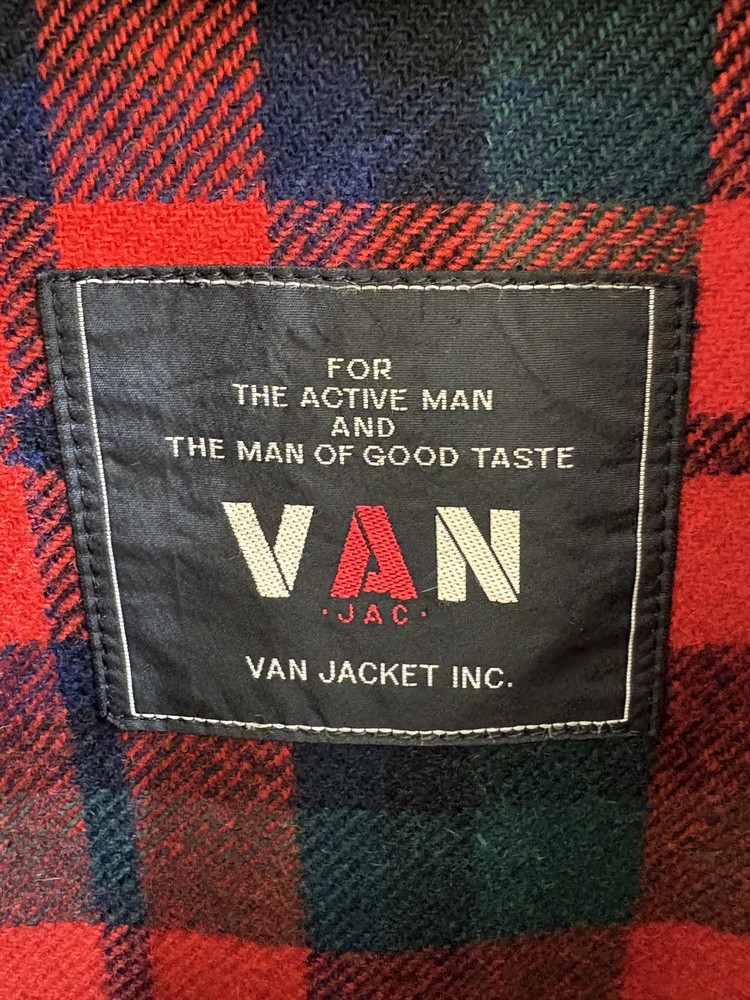 FOR
THE ACTIVE MAN
AND
THE MAN OF GOOD TASTE
VAN
·JAC·
VAN JACKET INC.